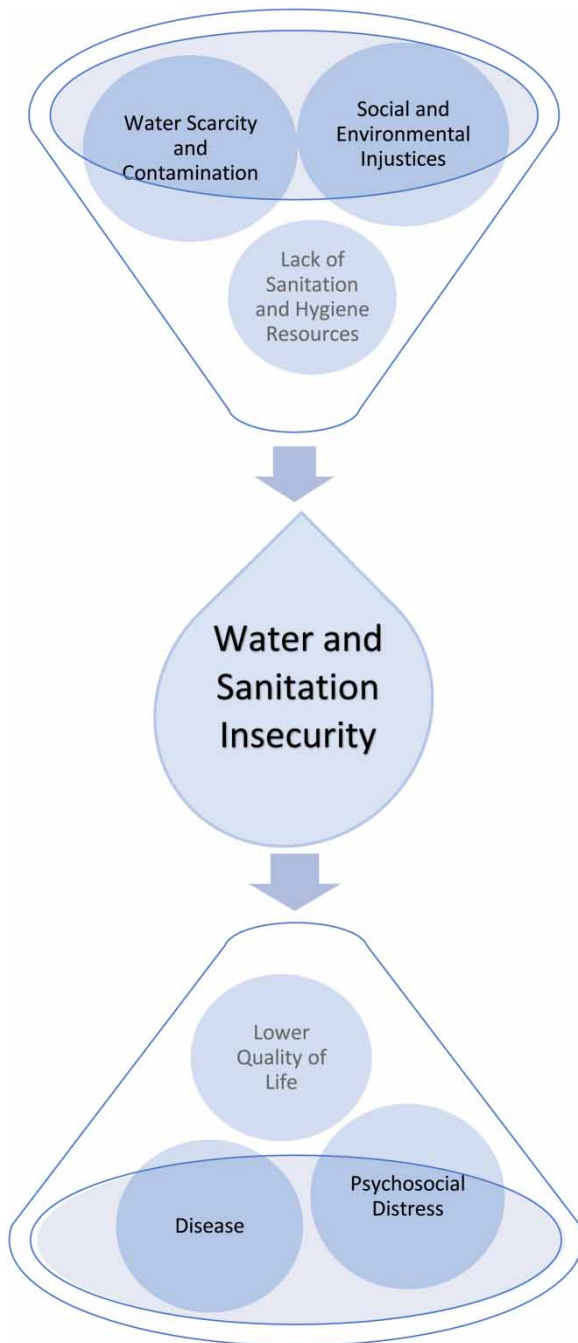 Water Scarcity
and
Contamination
Social and
Environmental
Injustices
Lack of
Sanitation
and Hygiene
Resources
Water and
Sanitation
Insecurity
Lower
Quality of
Life
Psychosocial
Distress
Disease